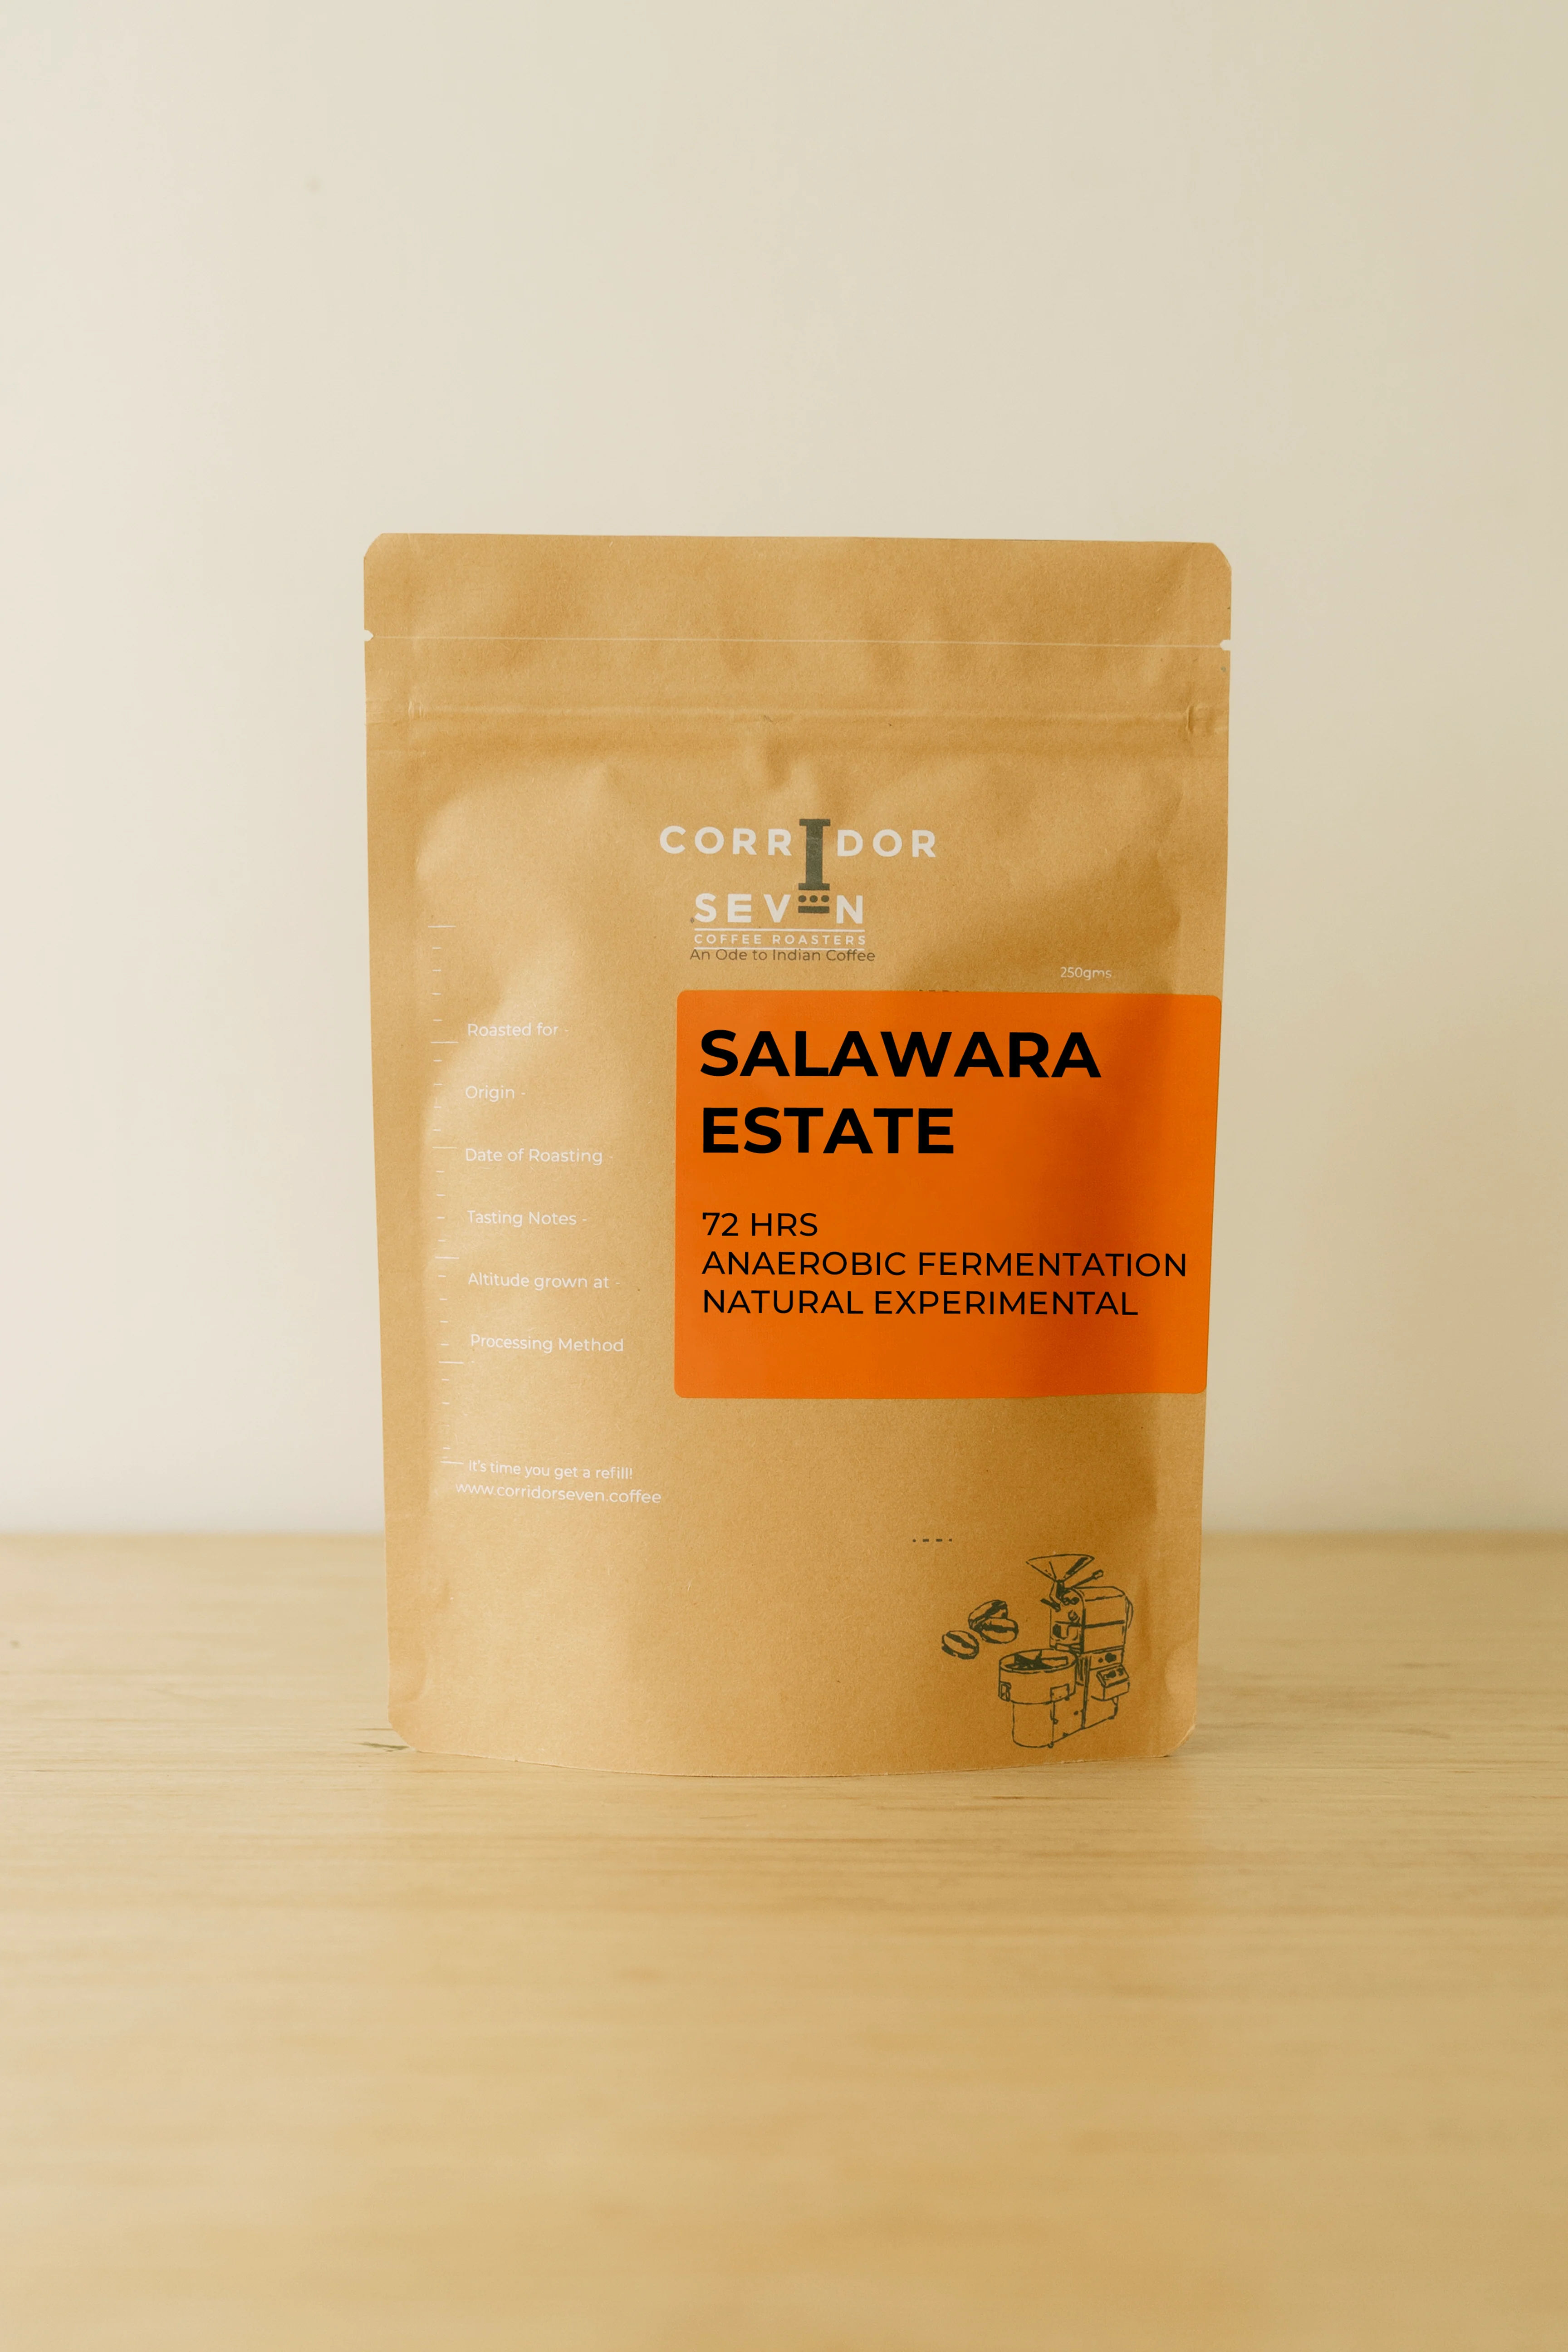 CORRIDOR
SEVEN
COFFEE ROASTERS
An Ode to Indian Coffee
250gms
Roasted for -
Origin -
Date of Roasting -
Tasting Notes -
Altitude grown at -
Processing Method
-
It's time you get a refill!
www.corridorseven.coffee
SALAWARA
ESTATE
72 HRS
ANAEROBIC FERMENTATION
NATURAL EXPERIMENTAL